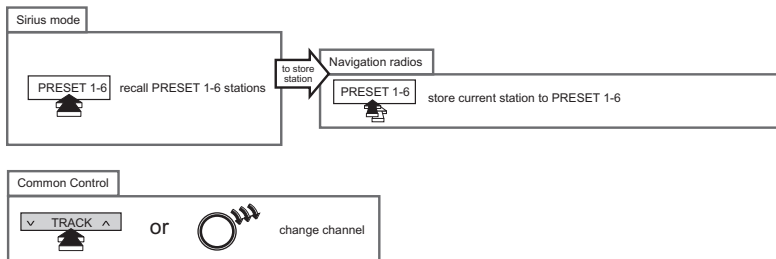 Sirius mode
PRESET 1-6 recall PRESET 1-6 stations
to store
station
Navigation radios
PRESET 1-6
store current station to PRESET 1-6
Common Control
TRACK
or
change channel